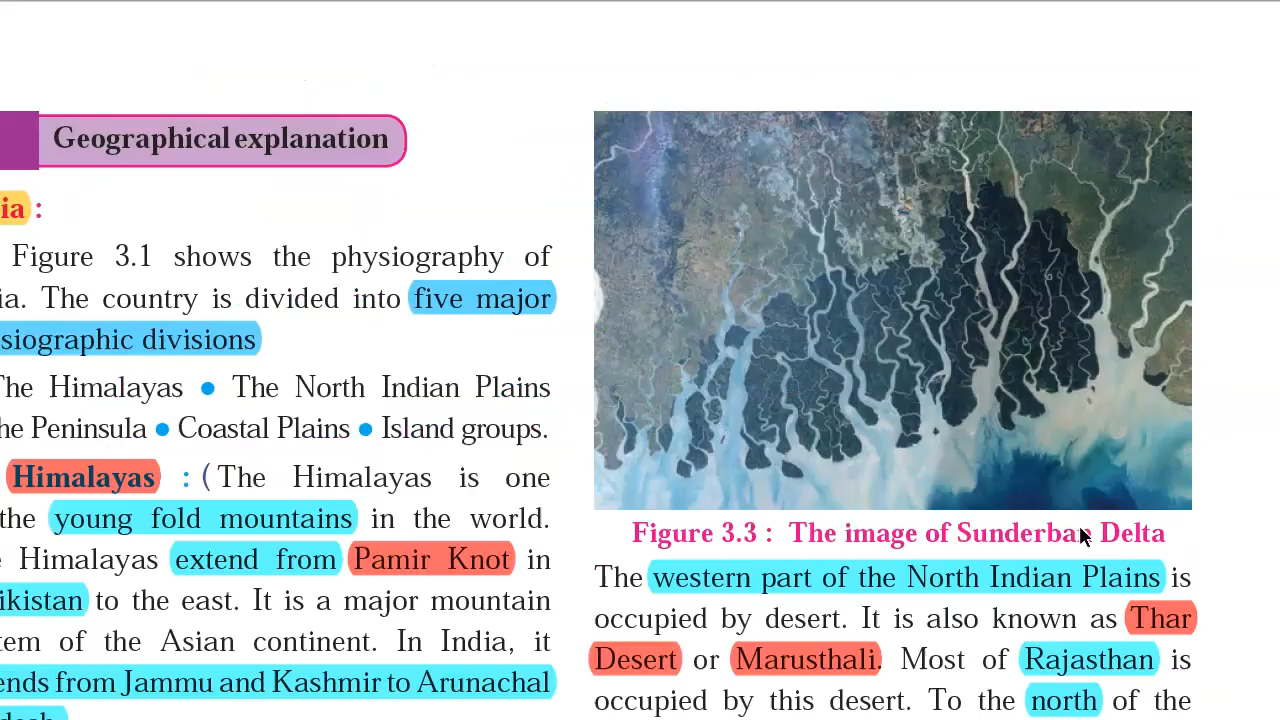 Geographical explanation
ia :
Figure 3.1 shows the physiography of
ia. The country is divided into five major
siographic divisions
The Himalayas • The North Indian Plains
he Peninsula • Coastal Plains • Island groups.
Himalayas : (The Himalayas is one
the young fold mountains in the world.
e Himalayas extend from Pamir Knot in
ikistan to the east. It is a major mountain
tem of the Asian continent. In India, it
ends from Jammu and Kashmir to Arunachal
Figure 3.3 : The image of Sunderban Delta
The western part of the North Indian Plains is
occupied by desert. It is also known as Thar
Desert or Marusthali. Most of Rajasthan is
occupied by this desert. To the north of the